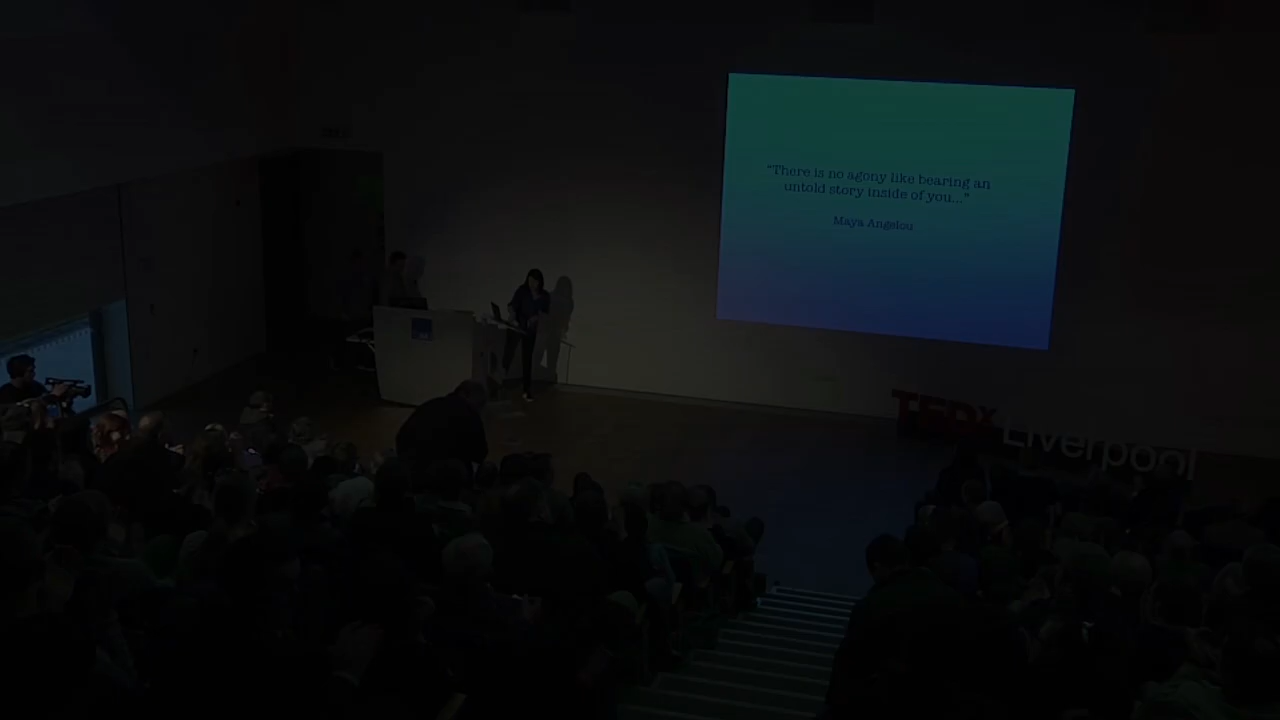 “There is no agony like bearing an
untold story inside of you...”
Maya Angelou
TEDx
Liverpool